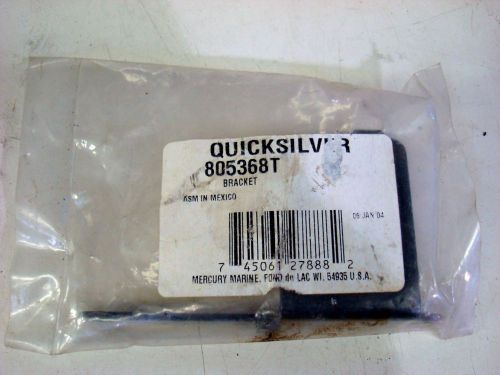 QUICKSILVER
805368T
BRACKET
ASM IN MEXICO
09 JAN 04
7 45061 27888 2
MERCURY MARINE, FOND de LAC WI, 54935 U.S.A.